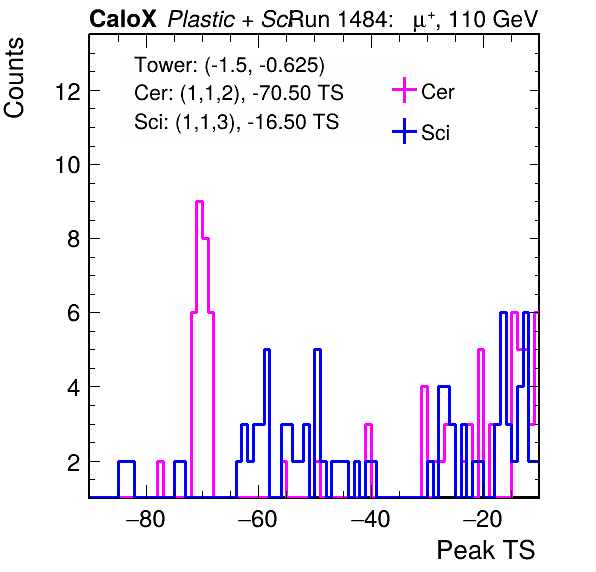 CaloX Plastic + Sci Run 1484: μ⁺, 110 GeV
Tower: (-1.5, -0.625)
Cer: (1,1,2), -70.50 TS
Sci: (1,1,3), -16.50 TS
Cer
Sci
Counts
12
10
8
6
4
2
−80 −60 −40 −20
Peak TS